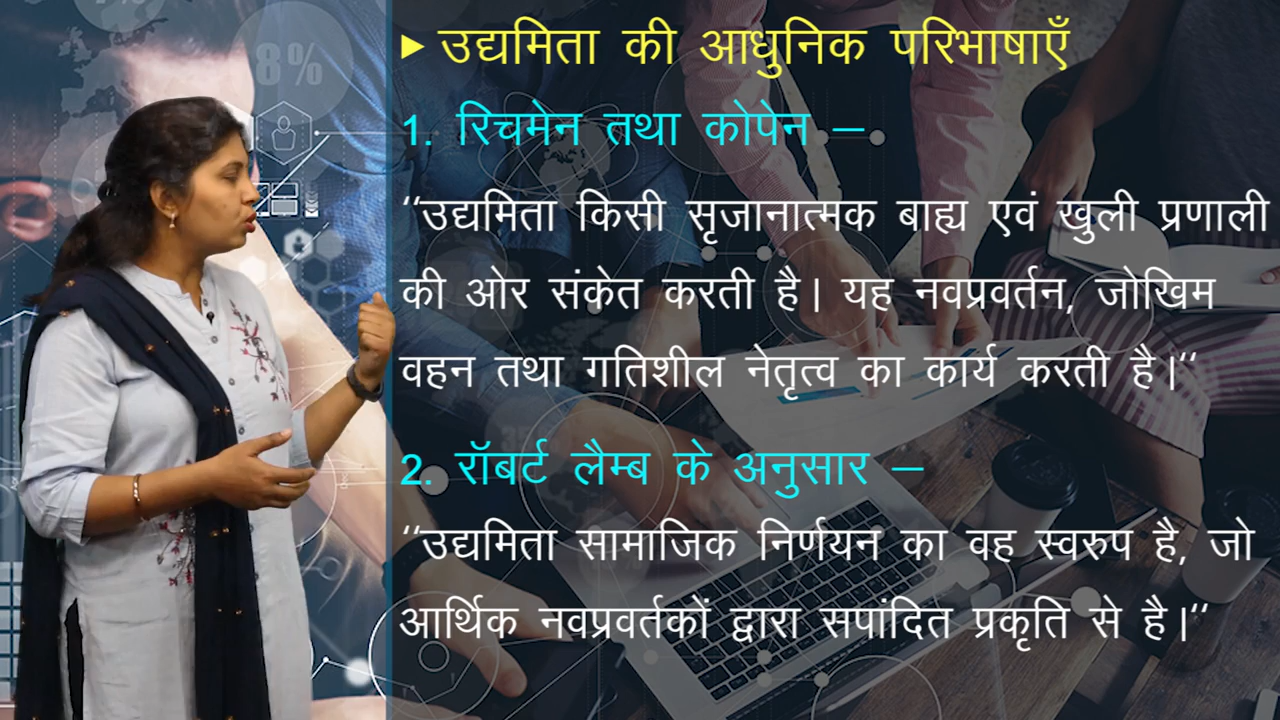 8%
▶ उद्यमिता की आधुनिक परिभाषाएँ
1. रिचमेन तथा कोपेन –
“उद्यमिता किसी सृजानात्मक बाह्य एवं खुली प्रणाली
की ओर संकेत करती है। यह नवप्रवर्तन, जोखिम
वहन तथा गतिशील नेतृत्व का कार्य करती है।“
2. रॉबर्ट लैम्ब के अनुसार –
“उद्यमिता सामाजिक निर्णयन का वह स्वरुप है, जो
आर्थिक नवप्रवर्तकों द्वारा सपांदित प्रकृति से है।“